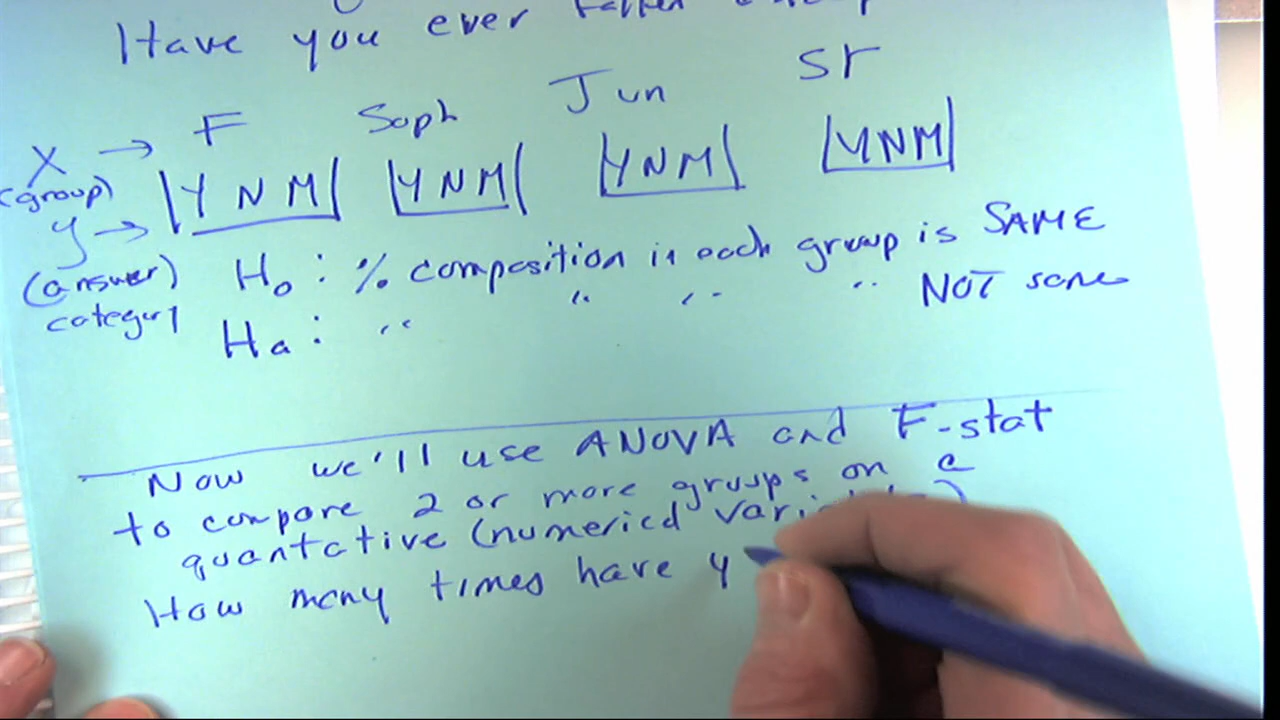 Have you ever
F Soph Jun Sr
X → |Y N M| |Y N M| |Y N M| |Y N M|
(group)
y →
(answer) H₀ : % composition in each group is SAME
category Hₐ : " " " " NOT same
Now we'll use ANOVA and F-stat
to compare 2 or more groups on a
quantative (numericl
How many times have y